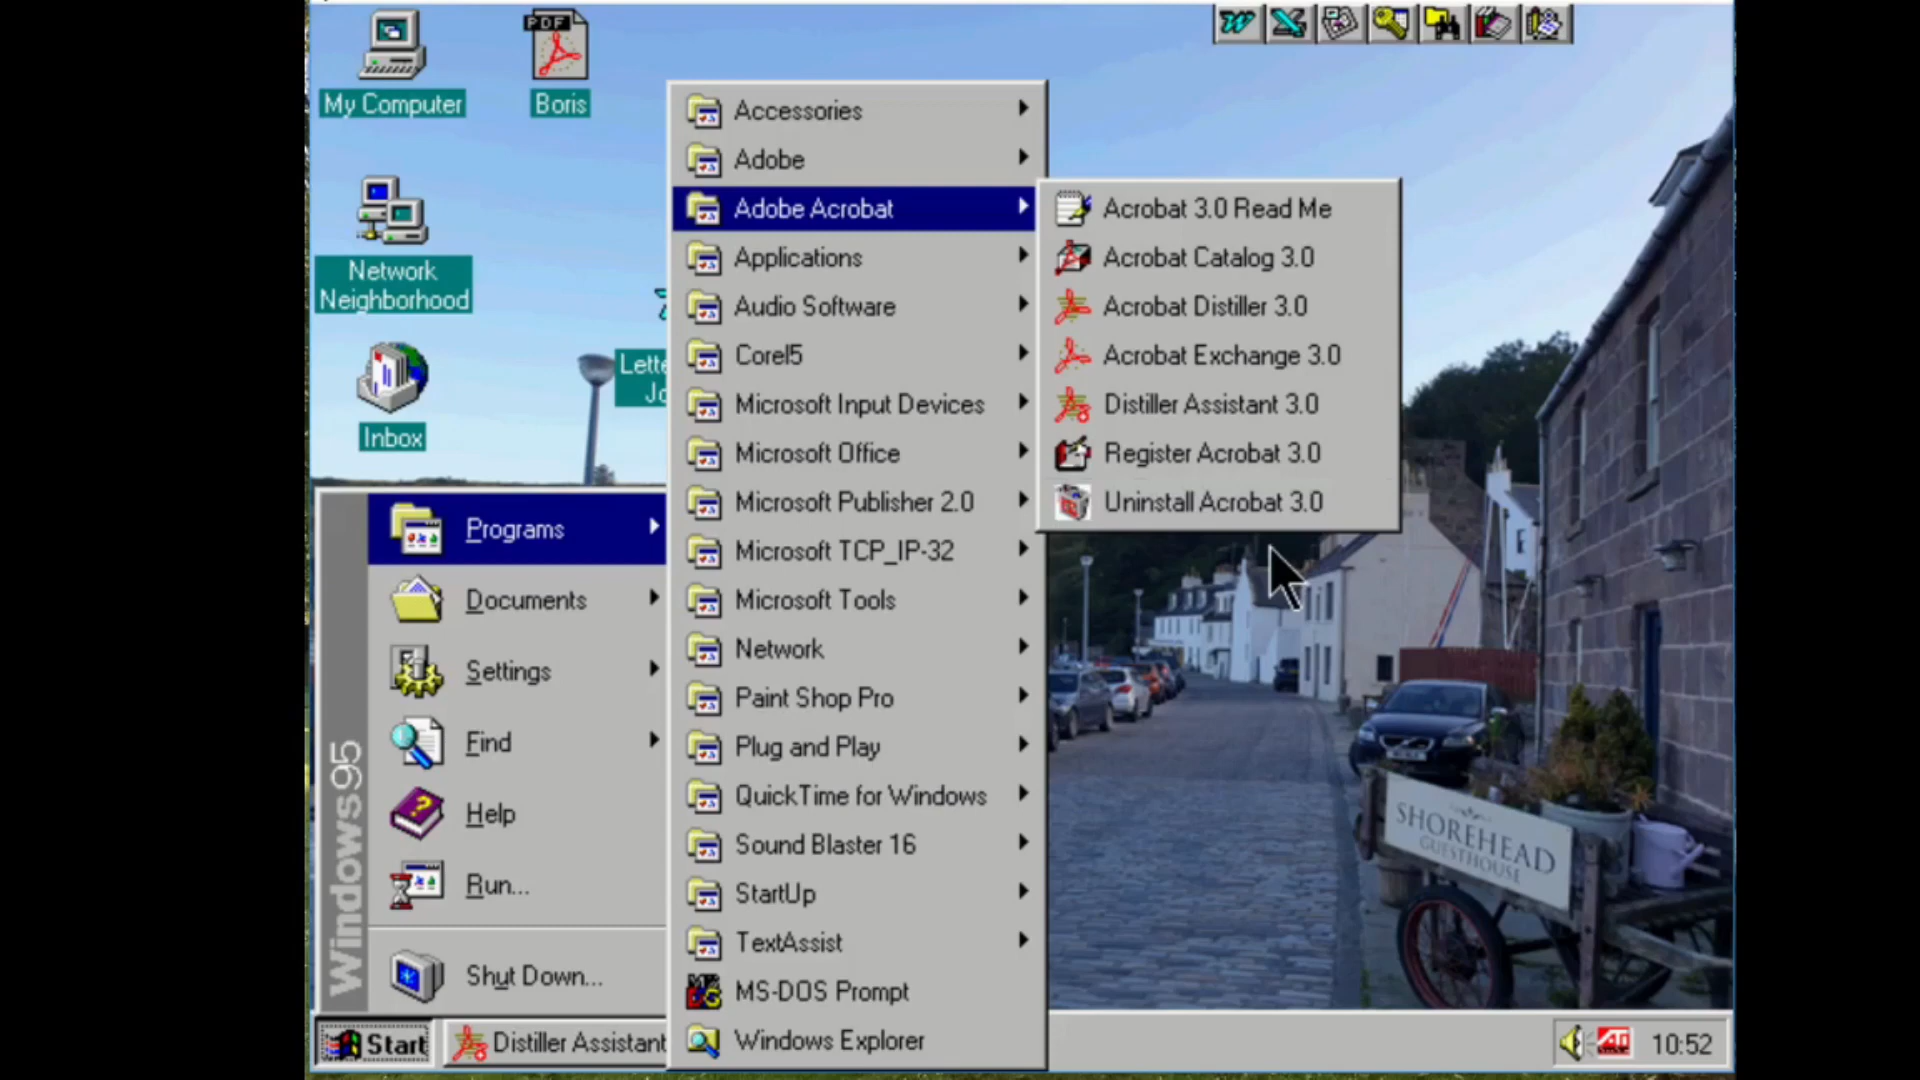 PDF
My Computer
Boris
Network
Neighborhood
Inbox
Lette
Accessories
Adobe
Adobe Acrobat
Applications
Audio Software
Corel5
Microsoft Input Devices
Microsoft Office
Microsoft Publisher 2.0
Microsoft TCP_IP-32
Microsoft Tools
Network
Paint Shop Pro
Plug and Play
QuickTime for Windows
Sound Blaster 16
StartUp
TextAssist
MS-DOS Prompt
Windows Explorer
Acrobat 3.0 Read Me
Acrobat Catalog 3.0
Acrobat Distiller 3.0
Acrobat Exchange 3.0
Distiller Assistant 3.0
Register Acrobat 3.0
Uninstall Acrobat 3.0
Programs
Documents
Settings
Find
Help
Run...
Shut Down...
Windows95
SHOREHEAD
GUESTHOUSE
Start
Distiller Assistant
ATI
10:52